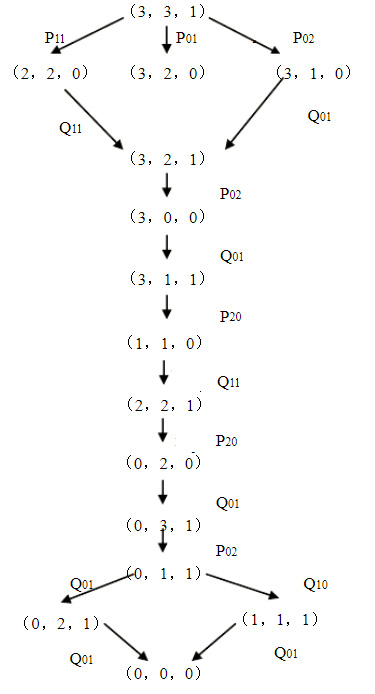 (3, 3, 1)
P11 P01 P02
(2, 2, 0) (3, 2, 0) (3, 1, 0)
Q11 Q01
(3, 2, 1)
P02
(3, 0, 0)
Q01
(3, 1, 1)
P20
(1, 1, 0)
Q11
(2, 2, 1)
P20
(0, 2, 0)
Q01
(0, 3, 1)
P02
(0, 1, 1)
Q01 Q10
(0, 2, 1) (1, 1, 1)
Q01 Q01
(0, 0, 0)